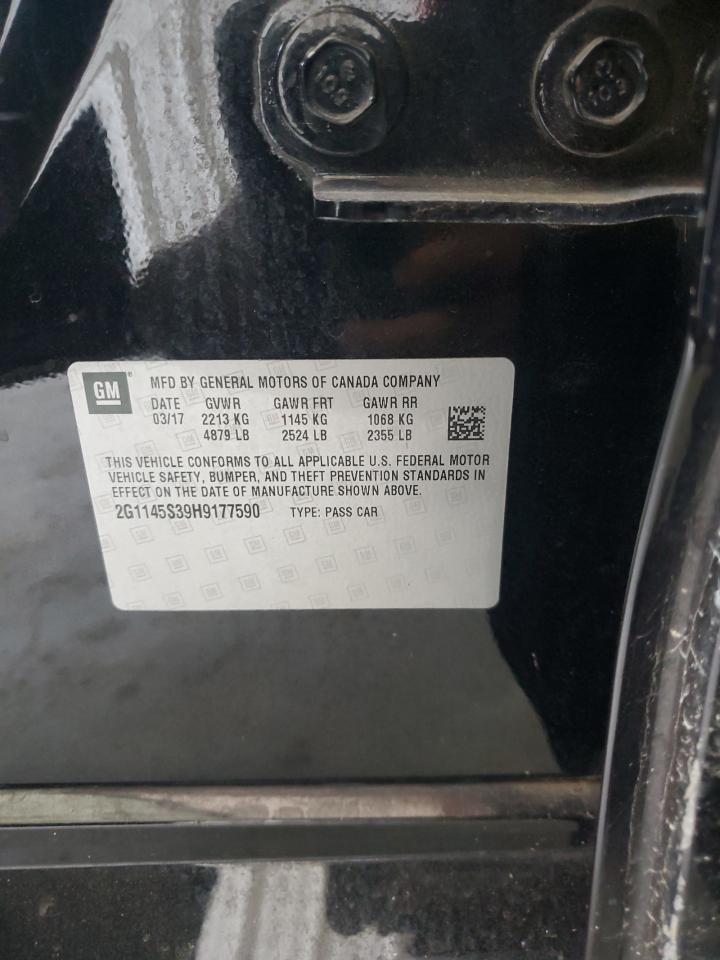 GM ® MFD BY GENERAL MOTORS OF CANADA COMPANY
DATE GVWR GAWR FRT GAWR RR
03/17 2213 KG 1145 KG 1068 KG
4879 LB 2524 LB 2355 LB
THIS VEHICLE CONFORMS TO ALL APPLICABLE U.S. FEDERAL MOTOR
VEHICLE SAFETY, BUMPER, AND THEFT PREVENTION STANDARDS IN
EFFECT ON THE DATE OF MANUFACTURE SHOWN ABOVE.
2G1145S39H9177590 TYPE: PASS CAR